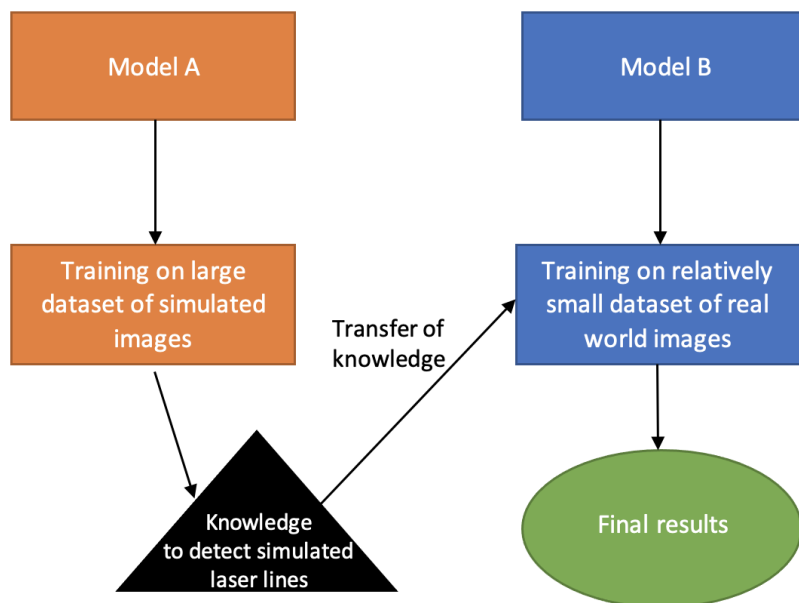 Model A
Model B
Training on large
dataset of simulated
images
Training on relatively
small dataset of real
world images
Transfer of
knowledge
Knowledge
to detect simulated
laser lines
Final results